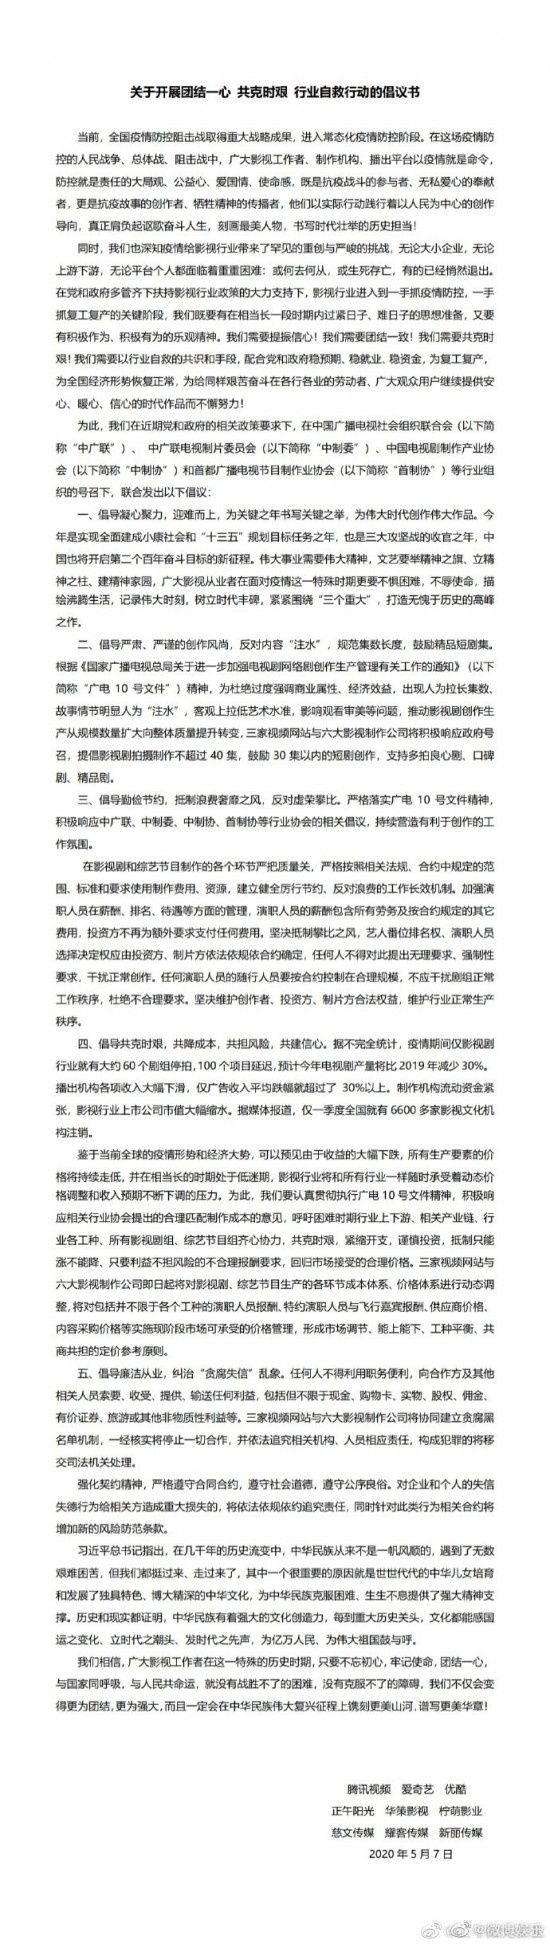 关于开展团结一心 共克时艰 行业自救行动的倡议书
当前，全国疫情防控阻击战取得重大战略成果，进入常态化疫情防控阶段。在这场疫情防
控的人民战争、总体战、阻击战中，广大影视工作者、制作机构、播出平台以疫情就是命令，
防控就是责任的大局观、公益心、爱国情、使命感，既是抗疫战斗的参与者、无私爱心的奉献
者，更是抗疫故事的创作者、牺牲精神的传播者，他们以实际行动践行着以人民为中心的创作
导向，真正肩负起讴歌奋斗人生，刻画最美人物，书写时代壮举的历史担当！
同时，我们也深知疫情给影视行业带来了罕见的重创与严峻的挑战，无论大小企业，无论
上游下游，无论平台个人都面临着重重困难：或何去何从，或生死存亡，有的已经悄然退出。
在党和政府多管齐下扶持影视行业政策的大力支持下，影视行业进入到一手抓疫情防控，一手
抓复工复产的关键阶段，我们既要有在相当长一段时期内过紧日子、难日子的思想准备，又要
有积极作为、积极有为的乐观精神。我们需要提振信心！我们需要团结一致！我们需要共克时
艰！我们需要以行业自救的共识和手段，配合党和政府稳预期、稳就业、稳资金，为复工复产，
为全国经济形势恢复正常，为给同样艰苦奋斗在各行各业的劳动者、广大观众用户继续提供安
心、暖心、信心的时代作品而不懈努力！
为此，我们在近期党和政府的相关政策要求下，在中国广播电视社会组织联合会（以下简
称“中广联”）、 中广联电视制片委员会（以下简称“中制委”）、中国电视剧制作产业协
会（以下简称“中制协”）和首都广播电视节目制作业协会（以下简称“首制协”）等行业组
织的号召下，联合发出以下倡议：
一、倡导凝心聚力，迎难而上，为关键之年书写关键之举，为伟大时代创作伟大作品。今
年是实现全面建成小康社会和“十三五”规划目标任务之年，也是三大攻坚战的收官之年，中
国也将开启第二个百年奋斗目标的新征程。伟大事业需要伟大精神，文艺要举精神之旗、立精
神之柱、建精神家园，广大影视从业者在面对疫情这一特殊时期更要不惧困难，不辱使命，描
绘沸腾生活，记录伟大时刻，树立时代丰碑，紧紧围绕“三个重大”，打造无愧于历史的高峰
之作。
二、倡导严肃、严谨的创作风尚，反对内容“注水”，规范集数长度，鼓励精品短剧集。
根据《国家广播电视总局关于进一步加强电视剧网络剧创作生产管理有关工作的通知》（以下
简称“广电 10 号文件”）精神，为杜绝过度强调商业属性、经济效益，出现人为拉长集数、
故事情节明显人为“注水”，客观上拉低艺术水准，影响观看审美等问题，推动影视剧创作生
产从规模数量扩大向整体质量提升转变，三家视频网站与六大影视制作公司将积极响应政府号
召，提倡影视剧拍摄制作不超过 40 集，鼓励 30 集以内的短剧创作，支持多拍良心剧、口碑
剧、精品剧。
三、倡导勤俭节约，抵制浪费奢靡之风，反对虚荣攀比。严格落实广电 10 号文件精神，
积极响应中广联、中制委、中制协、首制协等行业协会的相关倡议，持续营造有利于创作的工
作氛围。
在影视剧和综艺节目制作的各个环节严把质量关，严格按照相关法规、合约中规定的范
围、标准和要求使用制作费用、资源，建立健全厉行节约、反对浪费的工作长效机制。加强演
职人员在薪酬、排名、待遇等方面的管理，演职人员的薪酬包含所有劳务及按合约规定的其它
费用，投资方不再为额外要求支付任何费用。坚决抵制攀比之风，艺人番位排名权、演职人员
选择决定权应由投资方、制片方依法依规依合约确定，任何人不得对此提出无理要求、强制性
要求，干扰正常创作。任何演职人员的随行人员要按合约控制在合理规模，不应干扰剧组正常
工作秩序，杜绝不合理要求。坚决维护创作者、投资方、制片方合法权益，维护行业正常生产
秩序。
四、倡导共克时艰，共降成本，共担风险，共建信心。据不完全统计，疫情期间仅影视剧
行业就有大约 60 个剧组停拍，100 个项目延迟，预计今年电视剧产量将比 2019 年减少 30%。
播出机构各项收入大幅下滑，仅广告收入平均跌幅就超过了 30%以上。制作机构流动资金紧
张，影视行业上市公司市值大幅缩水。据媒体报道，仅一季度全国就有 6600 多家影视文化机
构注销。
鉴于当前全球的疫情形势和经济大势，可以预见由于收益的大幅下跌，所有生产要素的价
格将持续走低，并在相当长的时期处于低迷期，影视行业将和所有行业一样随时承受着动态价
格调整和收入预期不断下调的压力。为此，我们要认真贯彻执行广电 10 号文件精神，积极响
应相关行业协会提出的合理匹配制作成本的意见，呼吁困难时期行业上下游、相关产业链、行
业各工种、所有影视剧组、综艺节目组齐心协力，共克时艰，紧缩开支，谨慎投资，抵制只能
涨不能降、只要利益不担风险的不合理报酬要求，回归市场接受的合理价格。三家视频网站与
六大影视制作公司即日起将对影视剧、综艺节目生产的各环节成本体系、价格体系进行动态调
整，将对包括并不限于各个工种的演职人员报酬、特约演职人员与飞行嘉宾报酬、供应商价格、
内容采购价格等实施现阶段市场可承受的价格管理，形成市场调节、能上能下、工种平衡、共
商共担的定价参考原则。
五、倡导廉洁从业，纠治“贪腐失信”乱象。任何人不得利用职务便利，向合作方及其他
相关人员索要、收受、提供、输送任何利益，包括但不限于现金、购物卡、实物、股权、佣金、
有价证券、旅游或其他非物质性利益等。三家视频网站与六大影视制作公司将协同建立贪腐黑
名单机制，一经核实将停止一切合作，并依法追究相关机构、人员相应责任，构成犯罪的将移
交司法机关处理。
强化契约精神，严格遵守合同合约，遵守社会道德，遵守公序良俗。对企业和个人的失信
失德行为给相关方造成重大损失的，将依法依规依约追究责任，同时针对此类行为相关合约将
增加新的风险防范条款。
习近平总书记指出，在几千年的历史流变中，中华民族从来不是一帆风顺的，遇到了无数
艰难困苦，但我们都挺过来、走过来了，其中一个很重要的原因就是世世代代的中华儿女培育
和发展了独具特色、博大精深的中华文化，为中华民族克服困难、生生不息提供了强大精神支
撑。历史和现实都证明，中华民族有着强大的文化创造力，每到重大历史关头，文化都能感国
运之变化、立时代之潮头、发时代之先声，为亿万人民、为伟大祖国鼓与呼。
我们相信，广大影视工作者在这一特殊的历史时期，只要不忘初心，牢记使命，团结一心，
与国家同呼吸，与人民共命运，就没有战胜不了的困难，没有克服不了的障碍，我们不仅会变
得更为团结，更为强大，而且一定会在中华民族伟大复兴征程上镌刻更美山河，谱写更美华章！
腾讯视频 爱奇艺 优酷
正午阳光 华策影视 柠萌影业
慈文传媒 耀客传媒 新丽传媒
2020 年 5 月 7 日
@微博娱乐